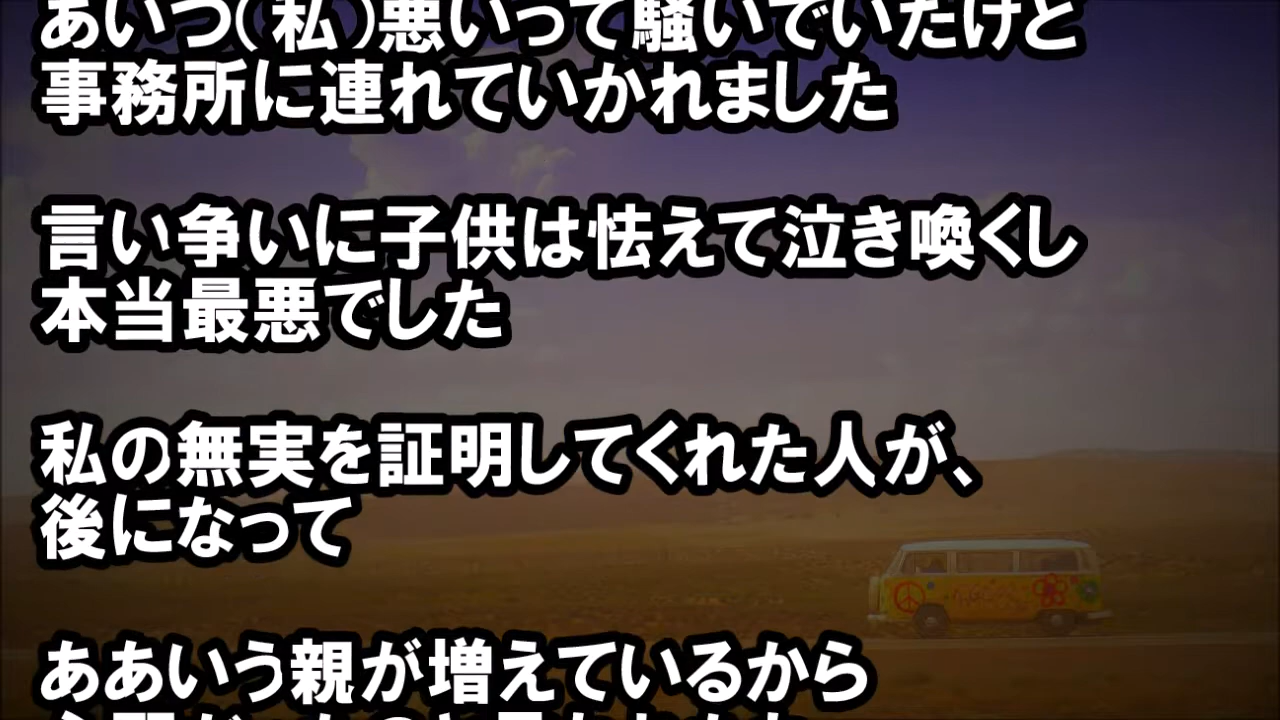 あいつ（私）悪いって騒いでいたけど
事務所に連れていかれました
言い争いに子供は怯えて泣き喚くし
本当最悪でした
私の無実を証明してくれた人が、
後になって
ああいう親が増えているから